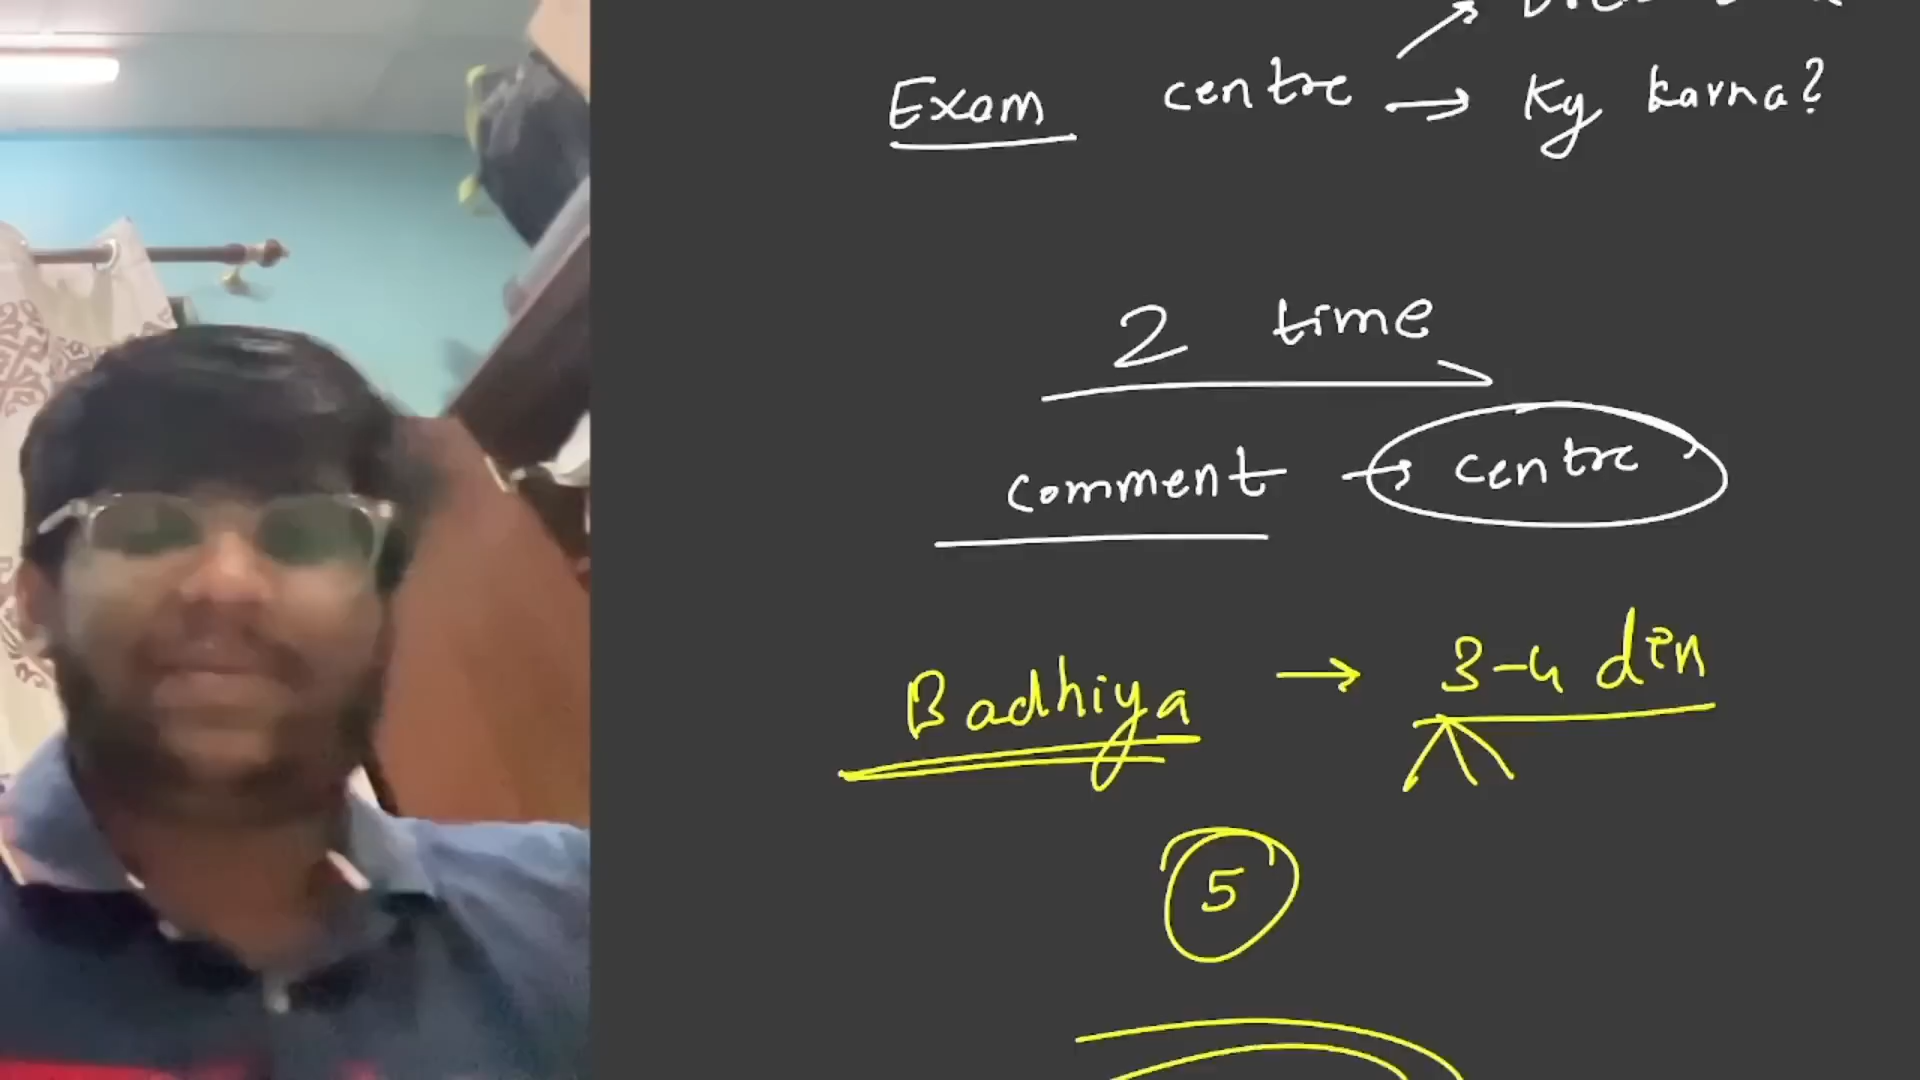 Exam centre → Ky karna?
2 time
comment → centre
Badhiya → 3-4 din
5